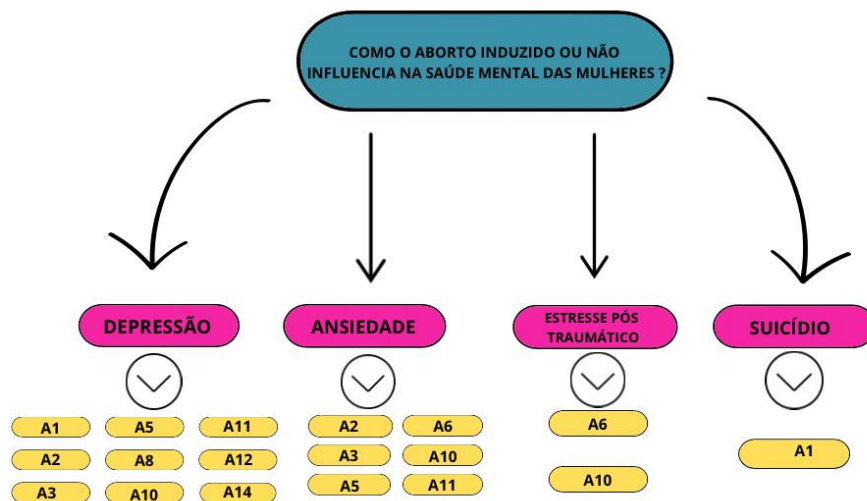 COMO O ABORTO INDUZIDO OU NÃO
INFLUENCIA NA SAÚDE MENTAL DAS MULHERES ?
DEPRESSÃO
ANSIEDADE
ESTRESSE PÓS
TRAUMÁTICO
SUICÍDIO
A1
A5
A11
A2
A8
A12
A3
A10
A14
A2
A6
A3
A10
A5
A11
A6
A10
A1